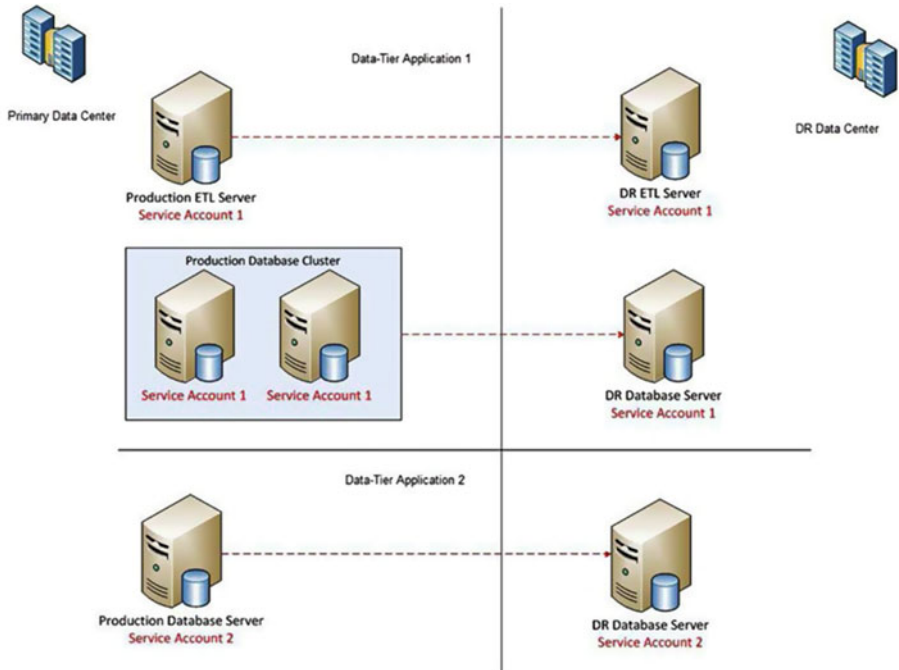 Data-Tier Application 1
Primary Data Center
DR Data Center
Production ETL Server
Service Account 1
DR ETL Server
Service Account 1
Production Database Cluster
Service Account 1
Service Account 1
DR Database Server
Service Account 1
Data-Tier Application 2
Production Database Server
Service Account 2
DR Database Server
Service Account 2